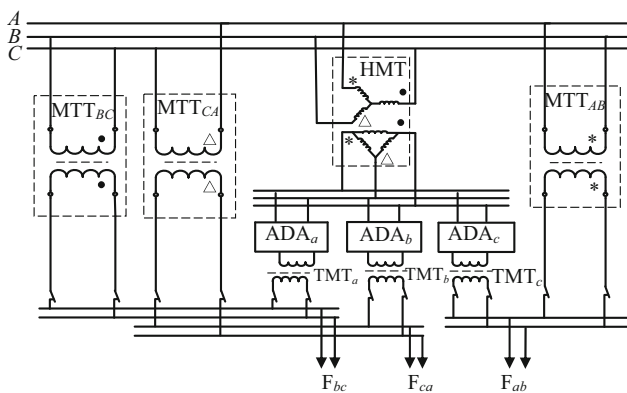 A
B
C
HMT
MTT_BC
MTT_CA
MTT_AB
*
*
*
*
ADA_a
ADA_b
ADA_c
TMT_a
TMT_b
TMT_c
F_bc
F_ca
F_ab